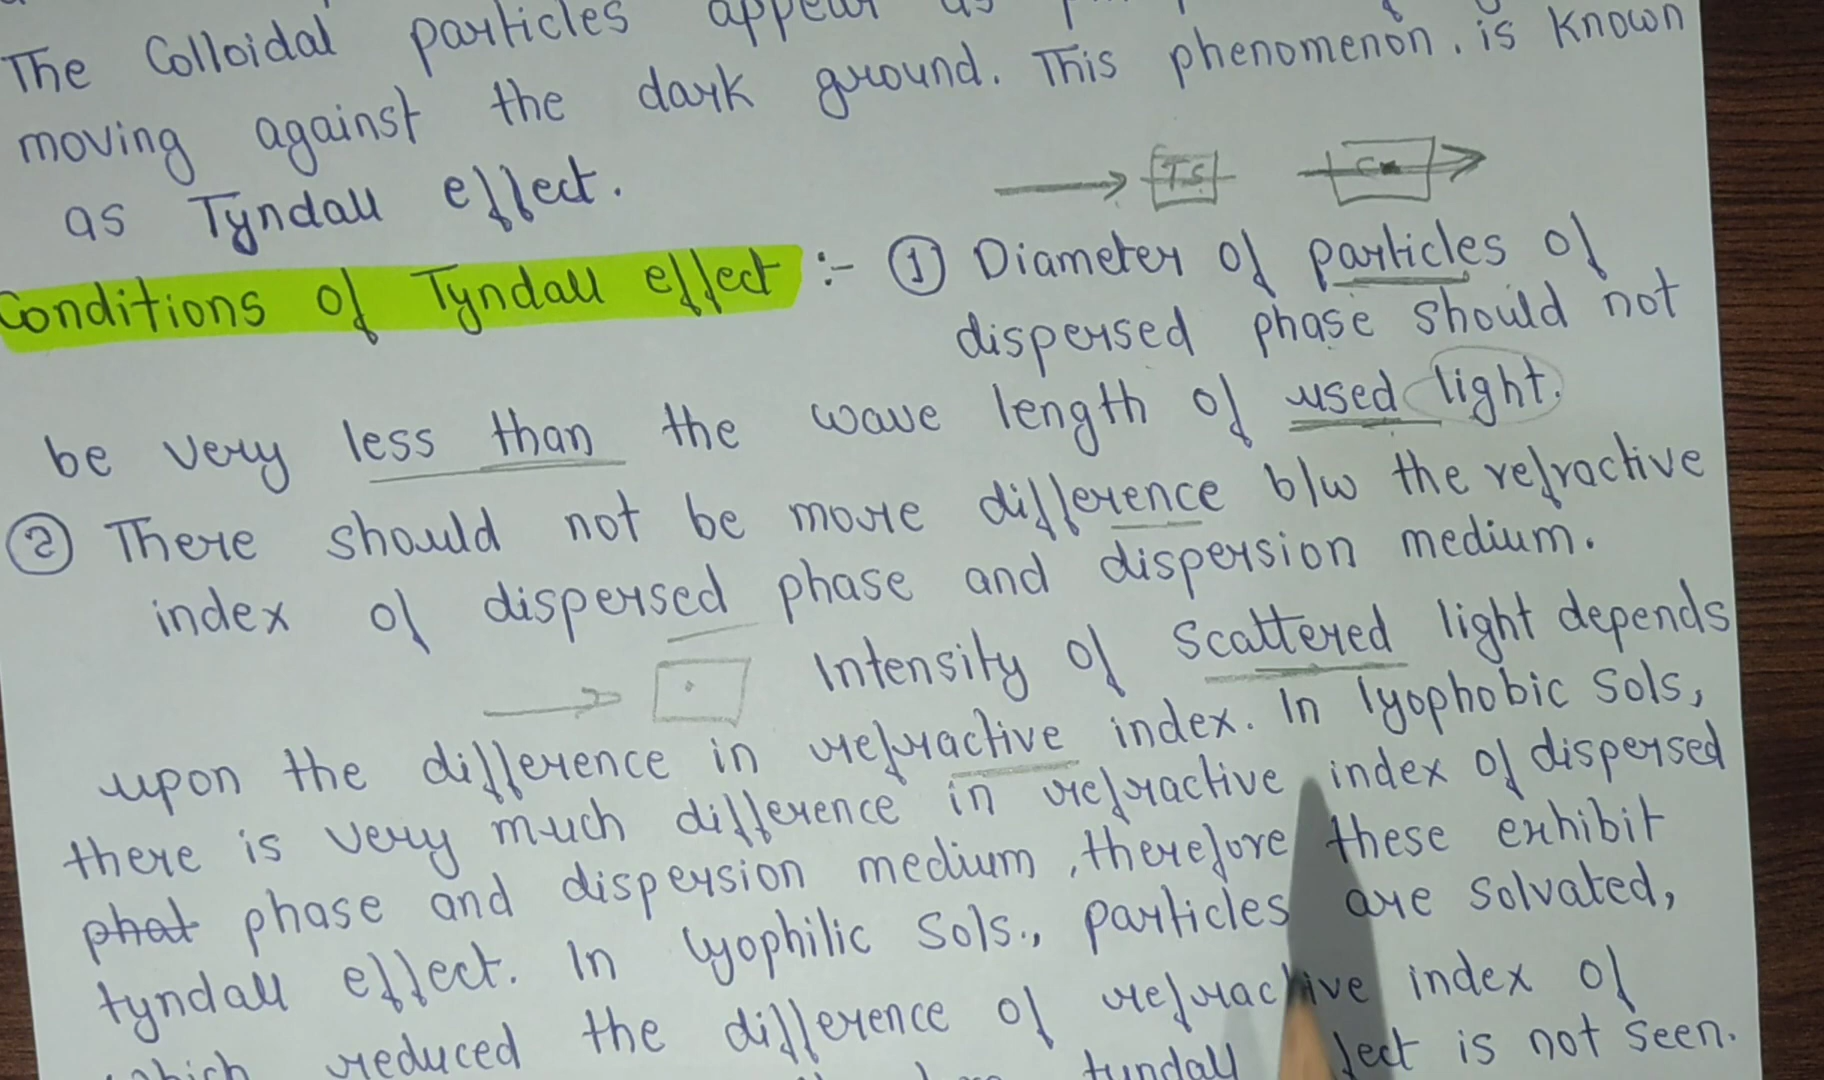 The Colloidal particles appear as
moving against the dark ground. This phenomenon. is known
as Tyndall effect.
TS
Conditions of Tyndall effect :- ① Diameter of particles of
dispersed phase should not
be very less than the wave length of used light.
② There should not be more difference b/w the refractive
index of dispersed phase and dispersion medium.
Intensity of scattered light depends
upon the difference in refractive index. In lyophobic sols,
there is very much difference in refractive index of dispersed
phat phase and dispersion medium, therefore these exhibit
tyndall effect. In lyophilic sols., particles are solvated,
which reduced the difference of refractive index of
tyndall is not seen.